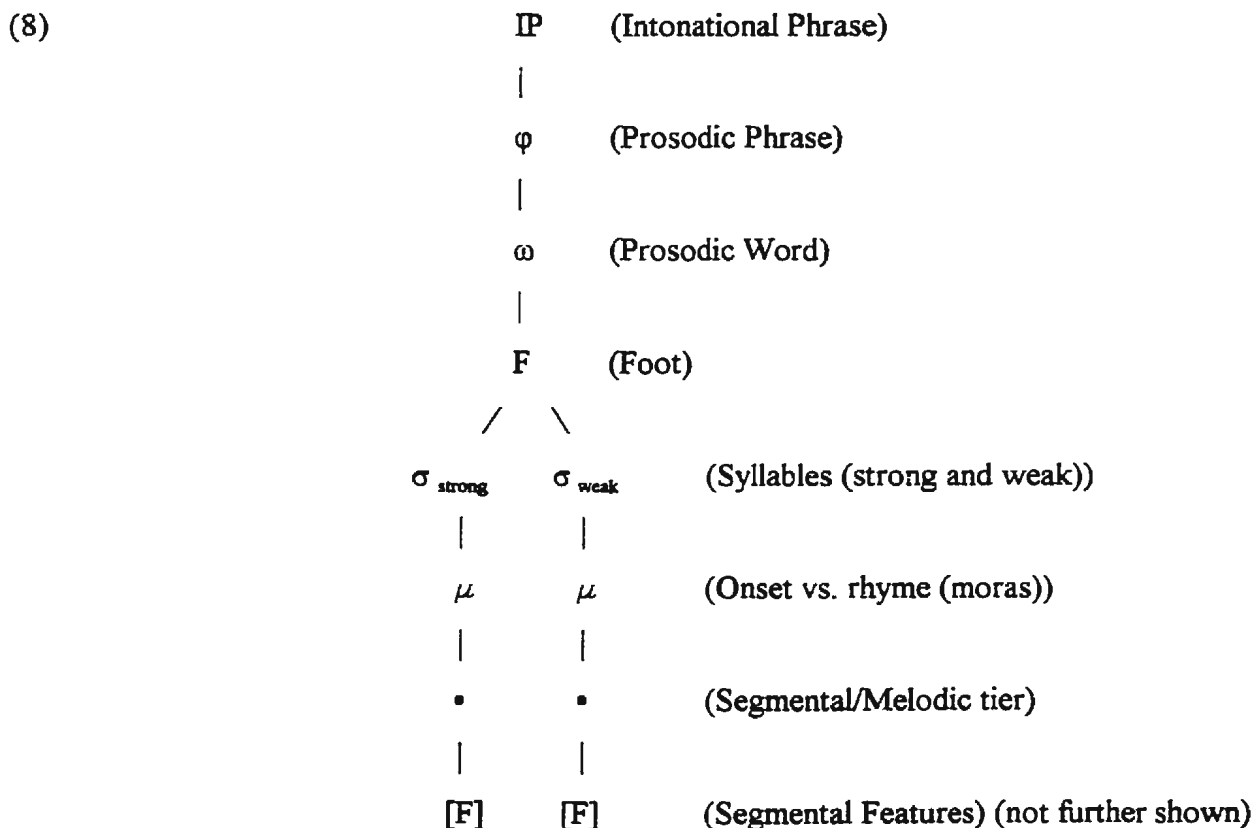 (8) IP (Intonational Phrase)
|
φ (Prosodic Phrase)
|
ω (Prosodic Word)
|
F (Foot)
/ \
σ strong σ weak (Syllables (strong and weak))
| |
μ μ (Onset vs. rhyme (moras))
| |
▪ ▪ (Segmental/Melodic tier)
| |
[F] [F] (Segmental Features) (not further shown)